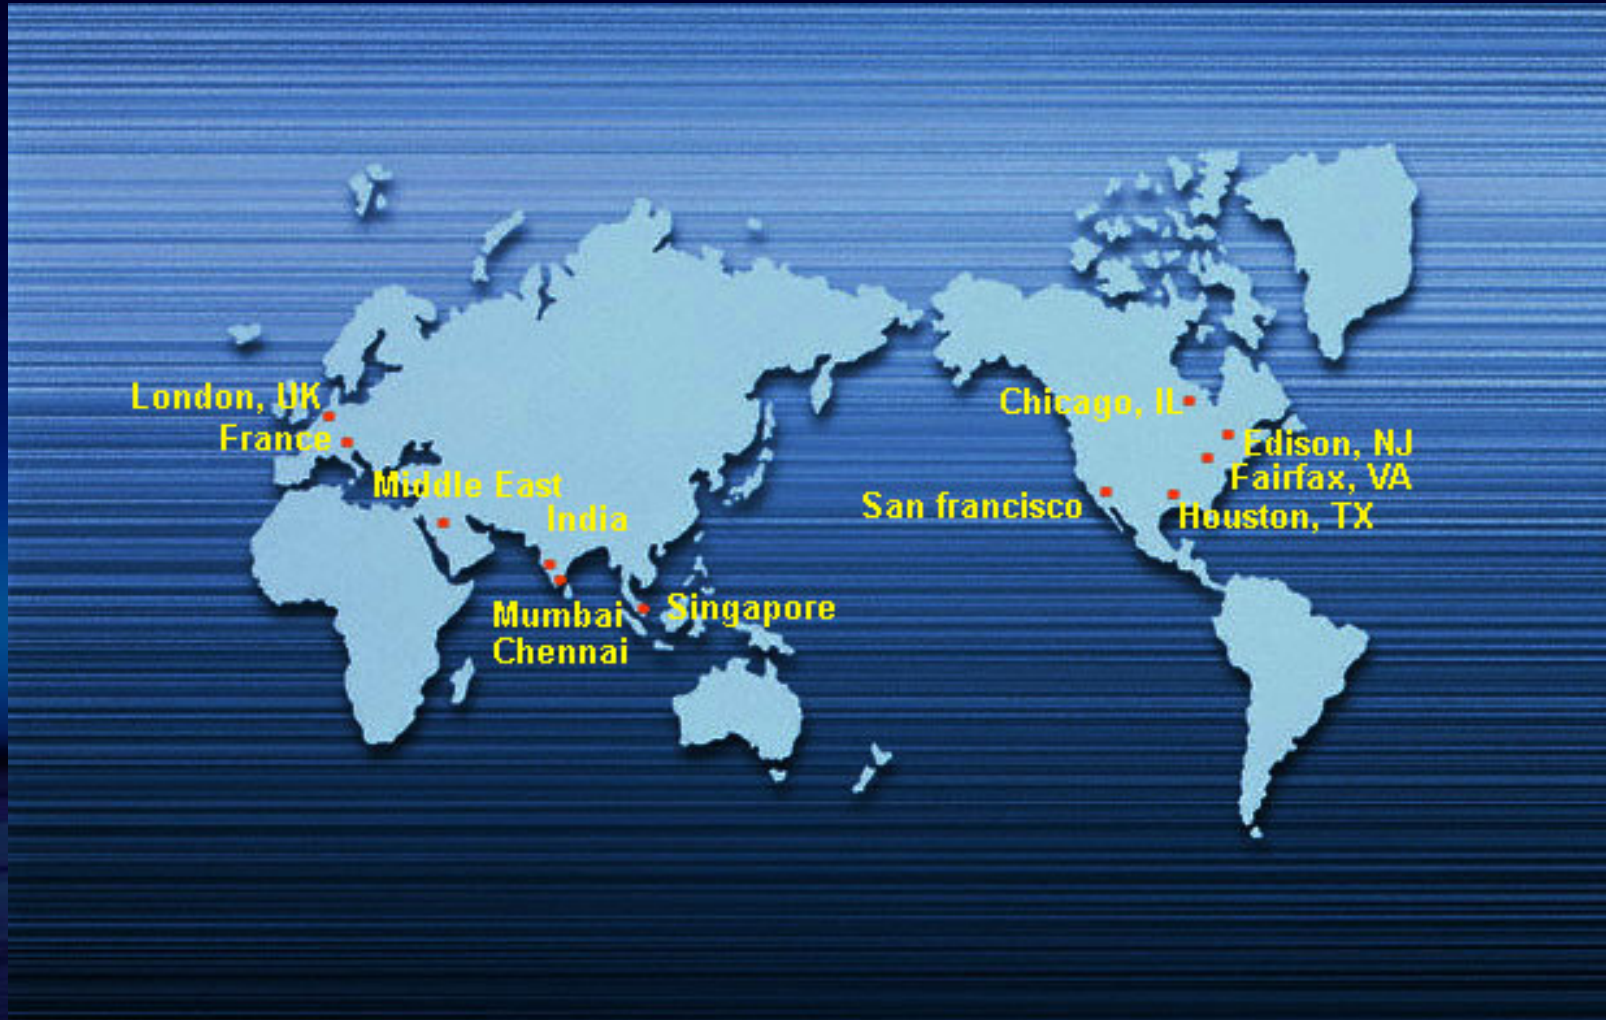 London, UK
France
Middle East
India
Mumbai
Chennai
Singapore
Chicago, IL
Edison, NJ
Fairfax, VA
San francisco
Houston, TX